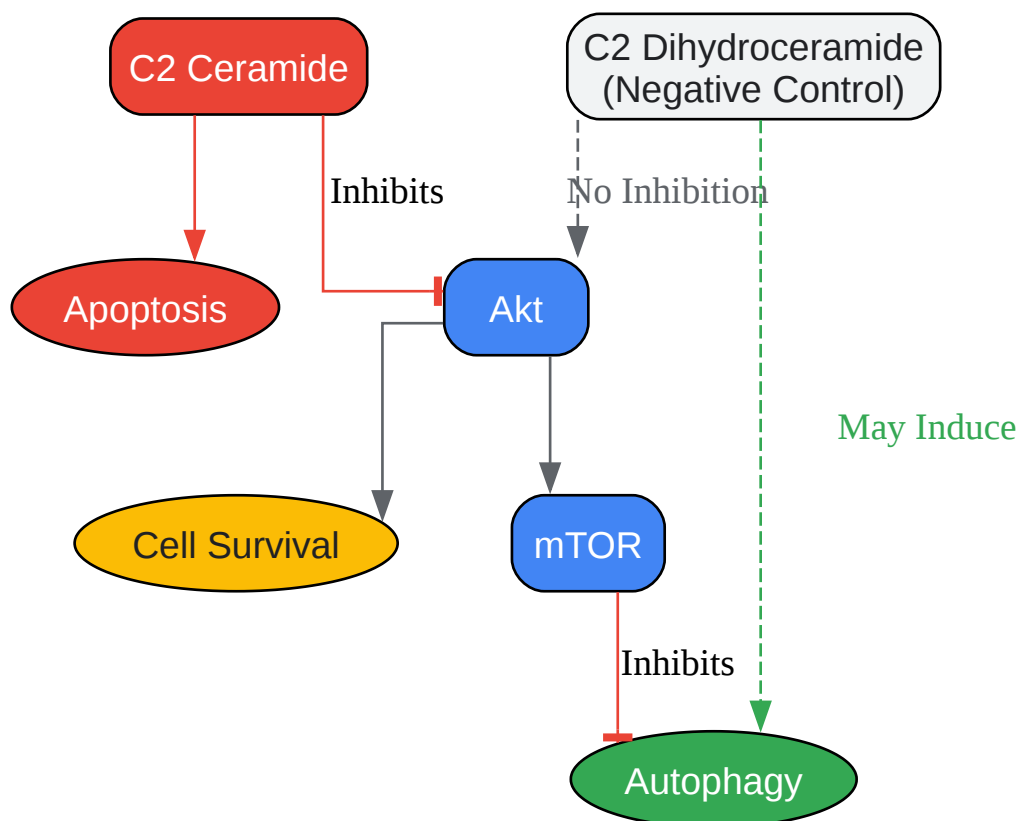 C2 Ceramide
C2 Dihydroceramide
(Negative Control)
Inhibits
No Inhibition
Apoptosis
Akt
May Induce
Cell Survival
mTOR
Inhibits
Autophagy